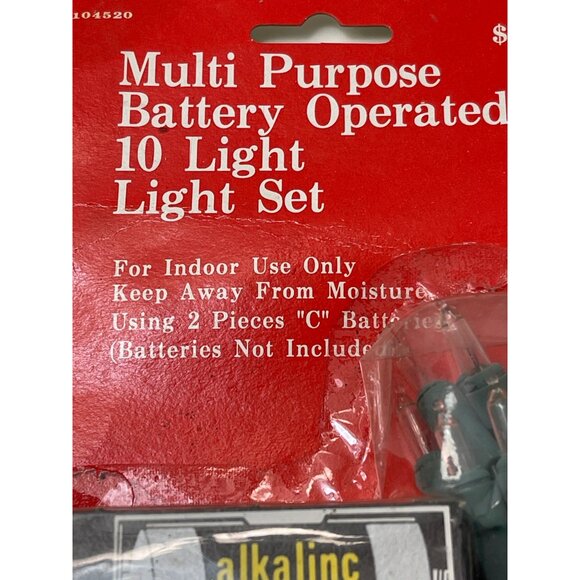 104520
$
Multi Purpose
Battery Operated
10 Light
Light Set
For Indoor Use Only
Keep Away From Moisture
Using 2 Pieces "C" Batteries
(Batteries Not Included)
alkaline